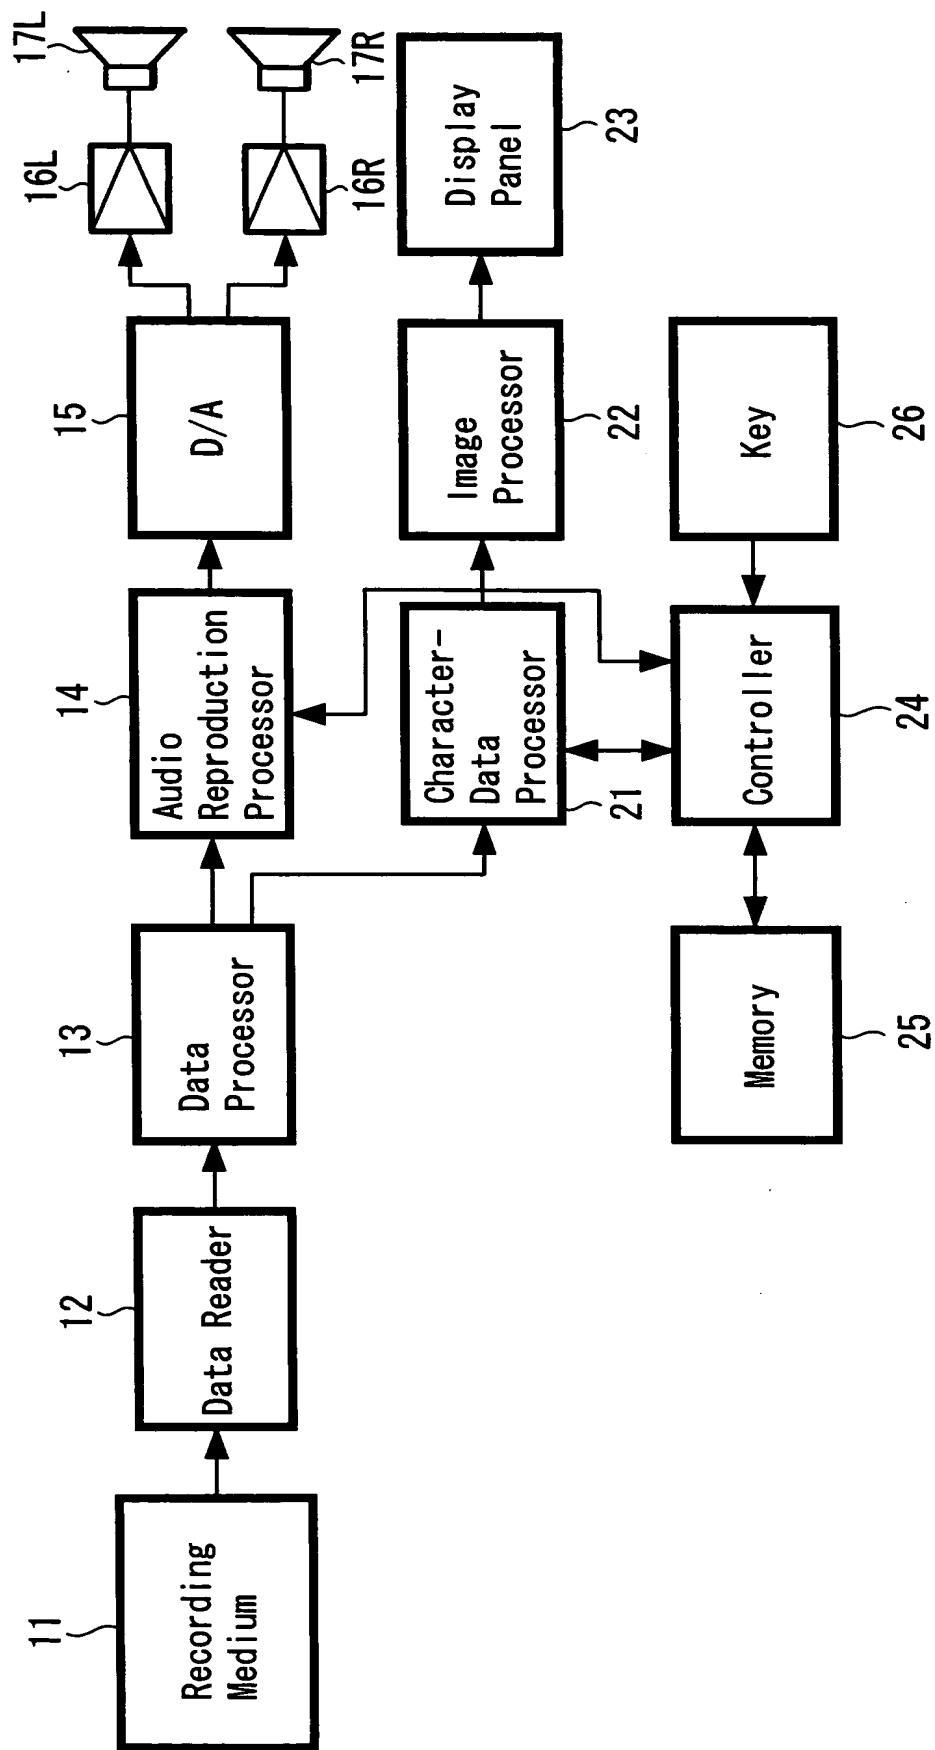 11
Recording
Medium
12
Data Reader
13
Data
Processor
14
Audio
Reproduction
Processor
15
D/A
16L
17L
16R
17R
21
Character-
Data
Processor
22
Image
Processor
23
Display
Panel
24
Controller
25
Memory
26
Key